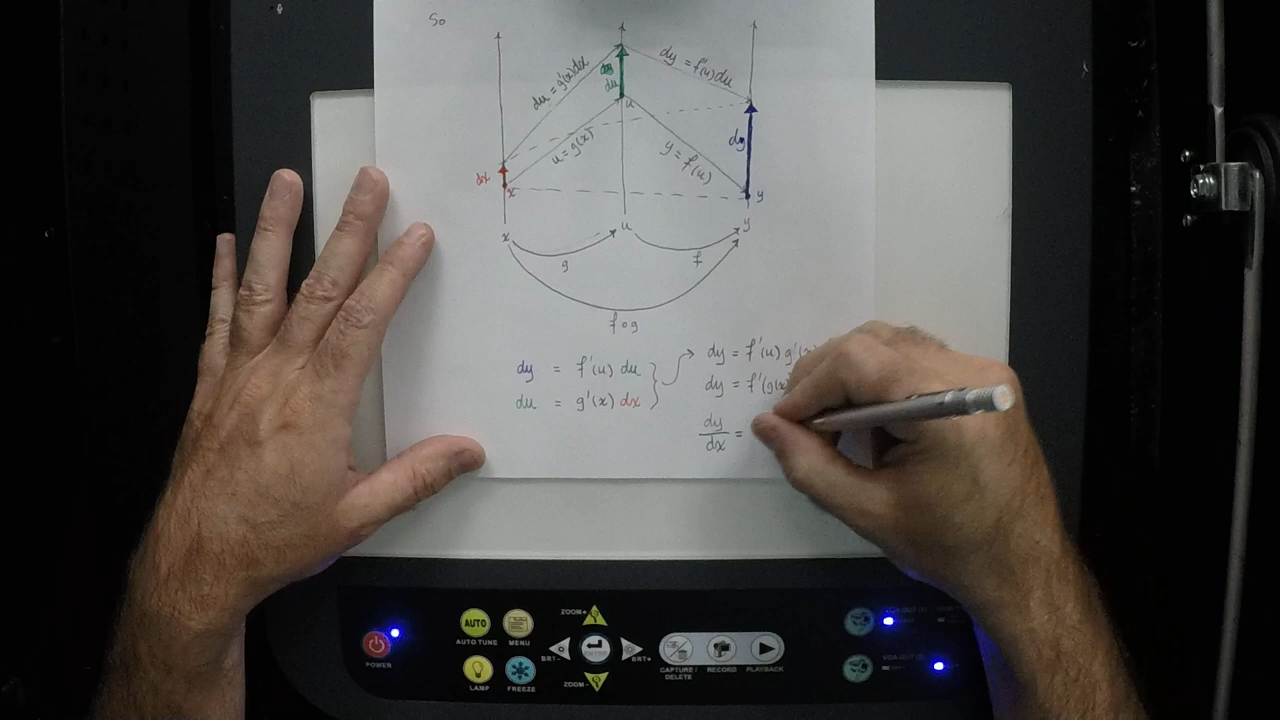 So
du = g'(x)dx
dy = f'(u)du
du
u
dy
u = g(x)
y = f(u)
dx
x
y
x
u
y
g
f
f∘g
dy = f'(u) du
du = g'(x) dx
dy = f'(u) g'(x)
dy = f'(g(x)
dy/dx =
ZOOM+
AUTO
AUTO TUNE
MENU
BRT-
ENTER
BRT+
POWER
LAMP
FREEZE
ZOOM-
CAPTURE/
DELETE
RECORD
PLAYBACK